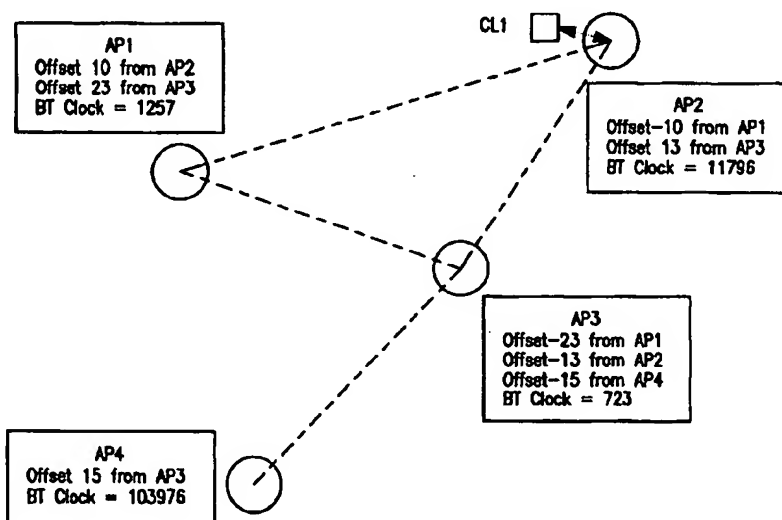 AP1
Offset 10 from AP2
Offset 23 from AP3
BT Clock = 1257
CL1
AP2
Offset-10 from AP1
Offset 13 from AP3
BT Clock = 11796
AP3
Offset-23 from AP1
Offset-13 from AP2
Offset-15 from AP4
BT Clock = 723
AP4
Offset 15 from AP3
BT Clock = 103976